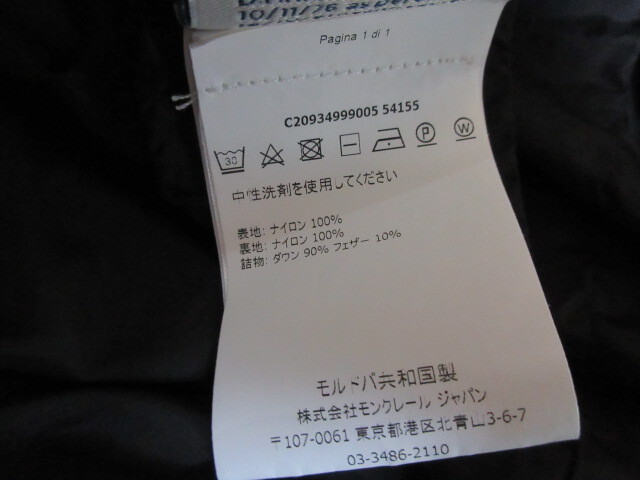 10/11/26
Pagina 1 di 1
C20934999005 54155
30
P W
中性洗剤を使用してください
表地: ナイロン 100%
裏地: ナイロン 100%
詰物: ダウン 90% フェザー 10%
モルドバ共和国製
株式会社モンクレール ジャパン
〒107-0061 東京都港区北青山3-6-7
03-3486-2110